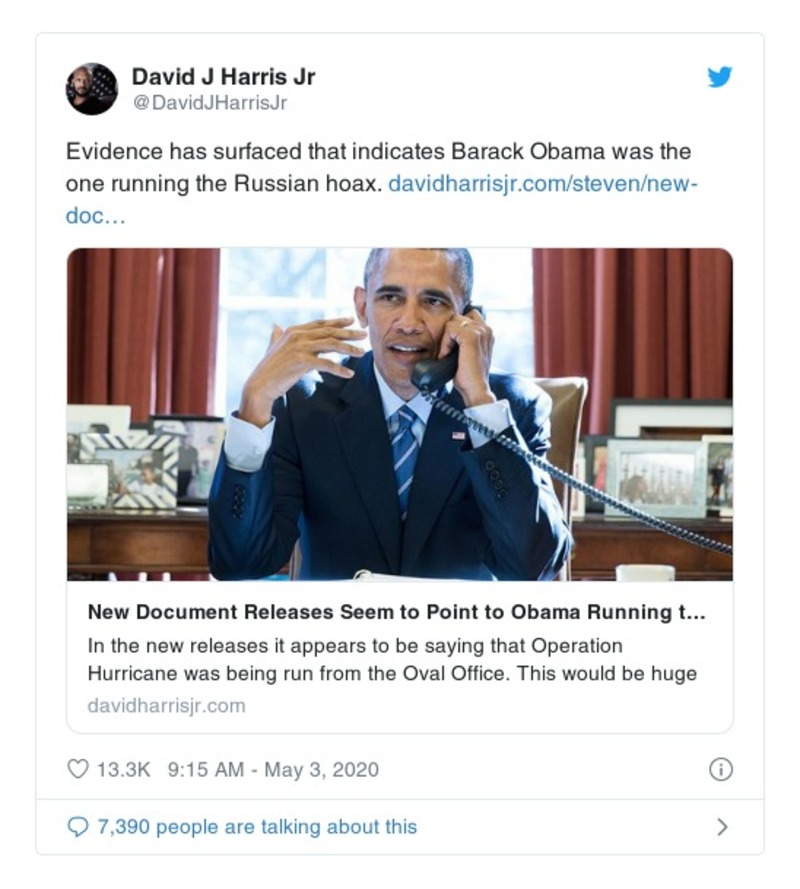 David J Harris Jr
@DavidJHarrisJr
Evidence has surfaced that indicates Barack Obama was the
one running the Russian hoax. davidharrisjr.com/steven/new-
doc…
New Document Releases Seem to Point to Obama Running t…
In the new releases it appears to be saying that Operation
Hurricane was being run from the Oval Office. This would be huge
davidharrisjr.com
13.3K 9:15 AM - May 3, 2020
7,390 people are talking about this